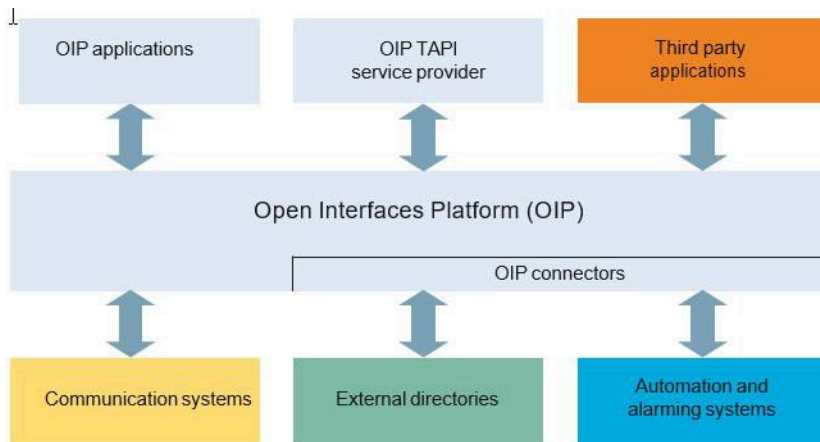 OIP applications
OIP TAPI
service provider
Third party
applications
Open Interfaces Platform (OIP)
OIP connectors
Communication systems
External directories
Automation and
alarming systems